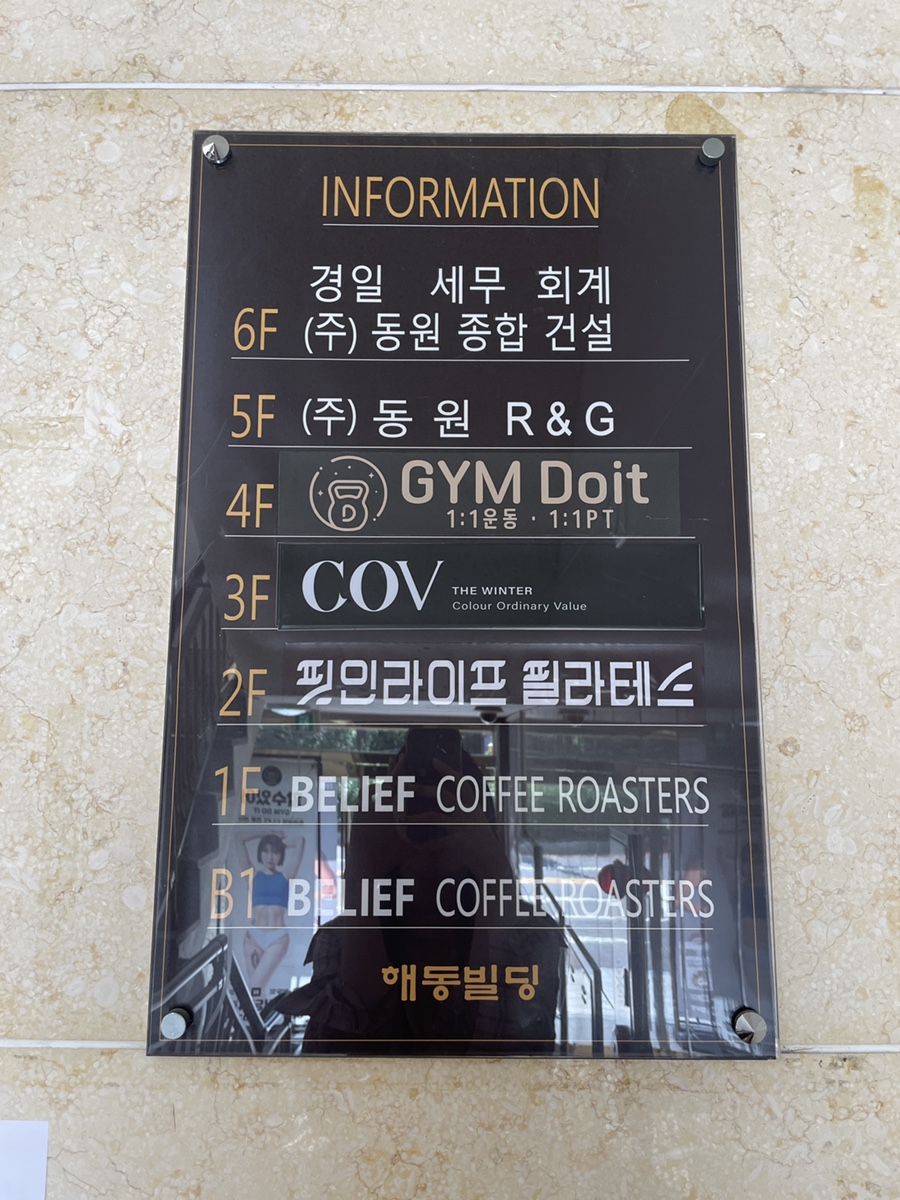 INFORMATION
경일 세무 회계
6F (주) 동원 종합 건설
5F (주) 동 원 R & G
4F GYM Doit
D
1:1운동 · 1:1PT
3F COV THE WINTER
Colour Ordinary Value
2F 핏인라이프 필라테스
1F BELIEF COFFEE ROASTERS
B1 BELIEF COFFEE ROASTERS
해동빌딩